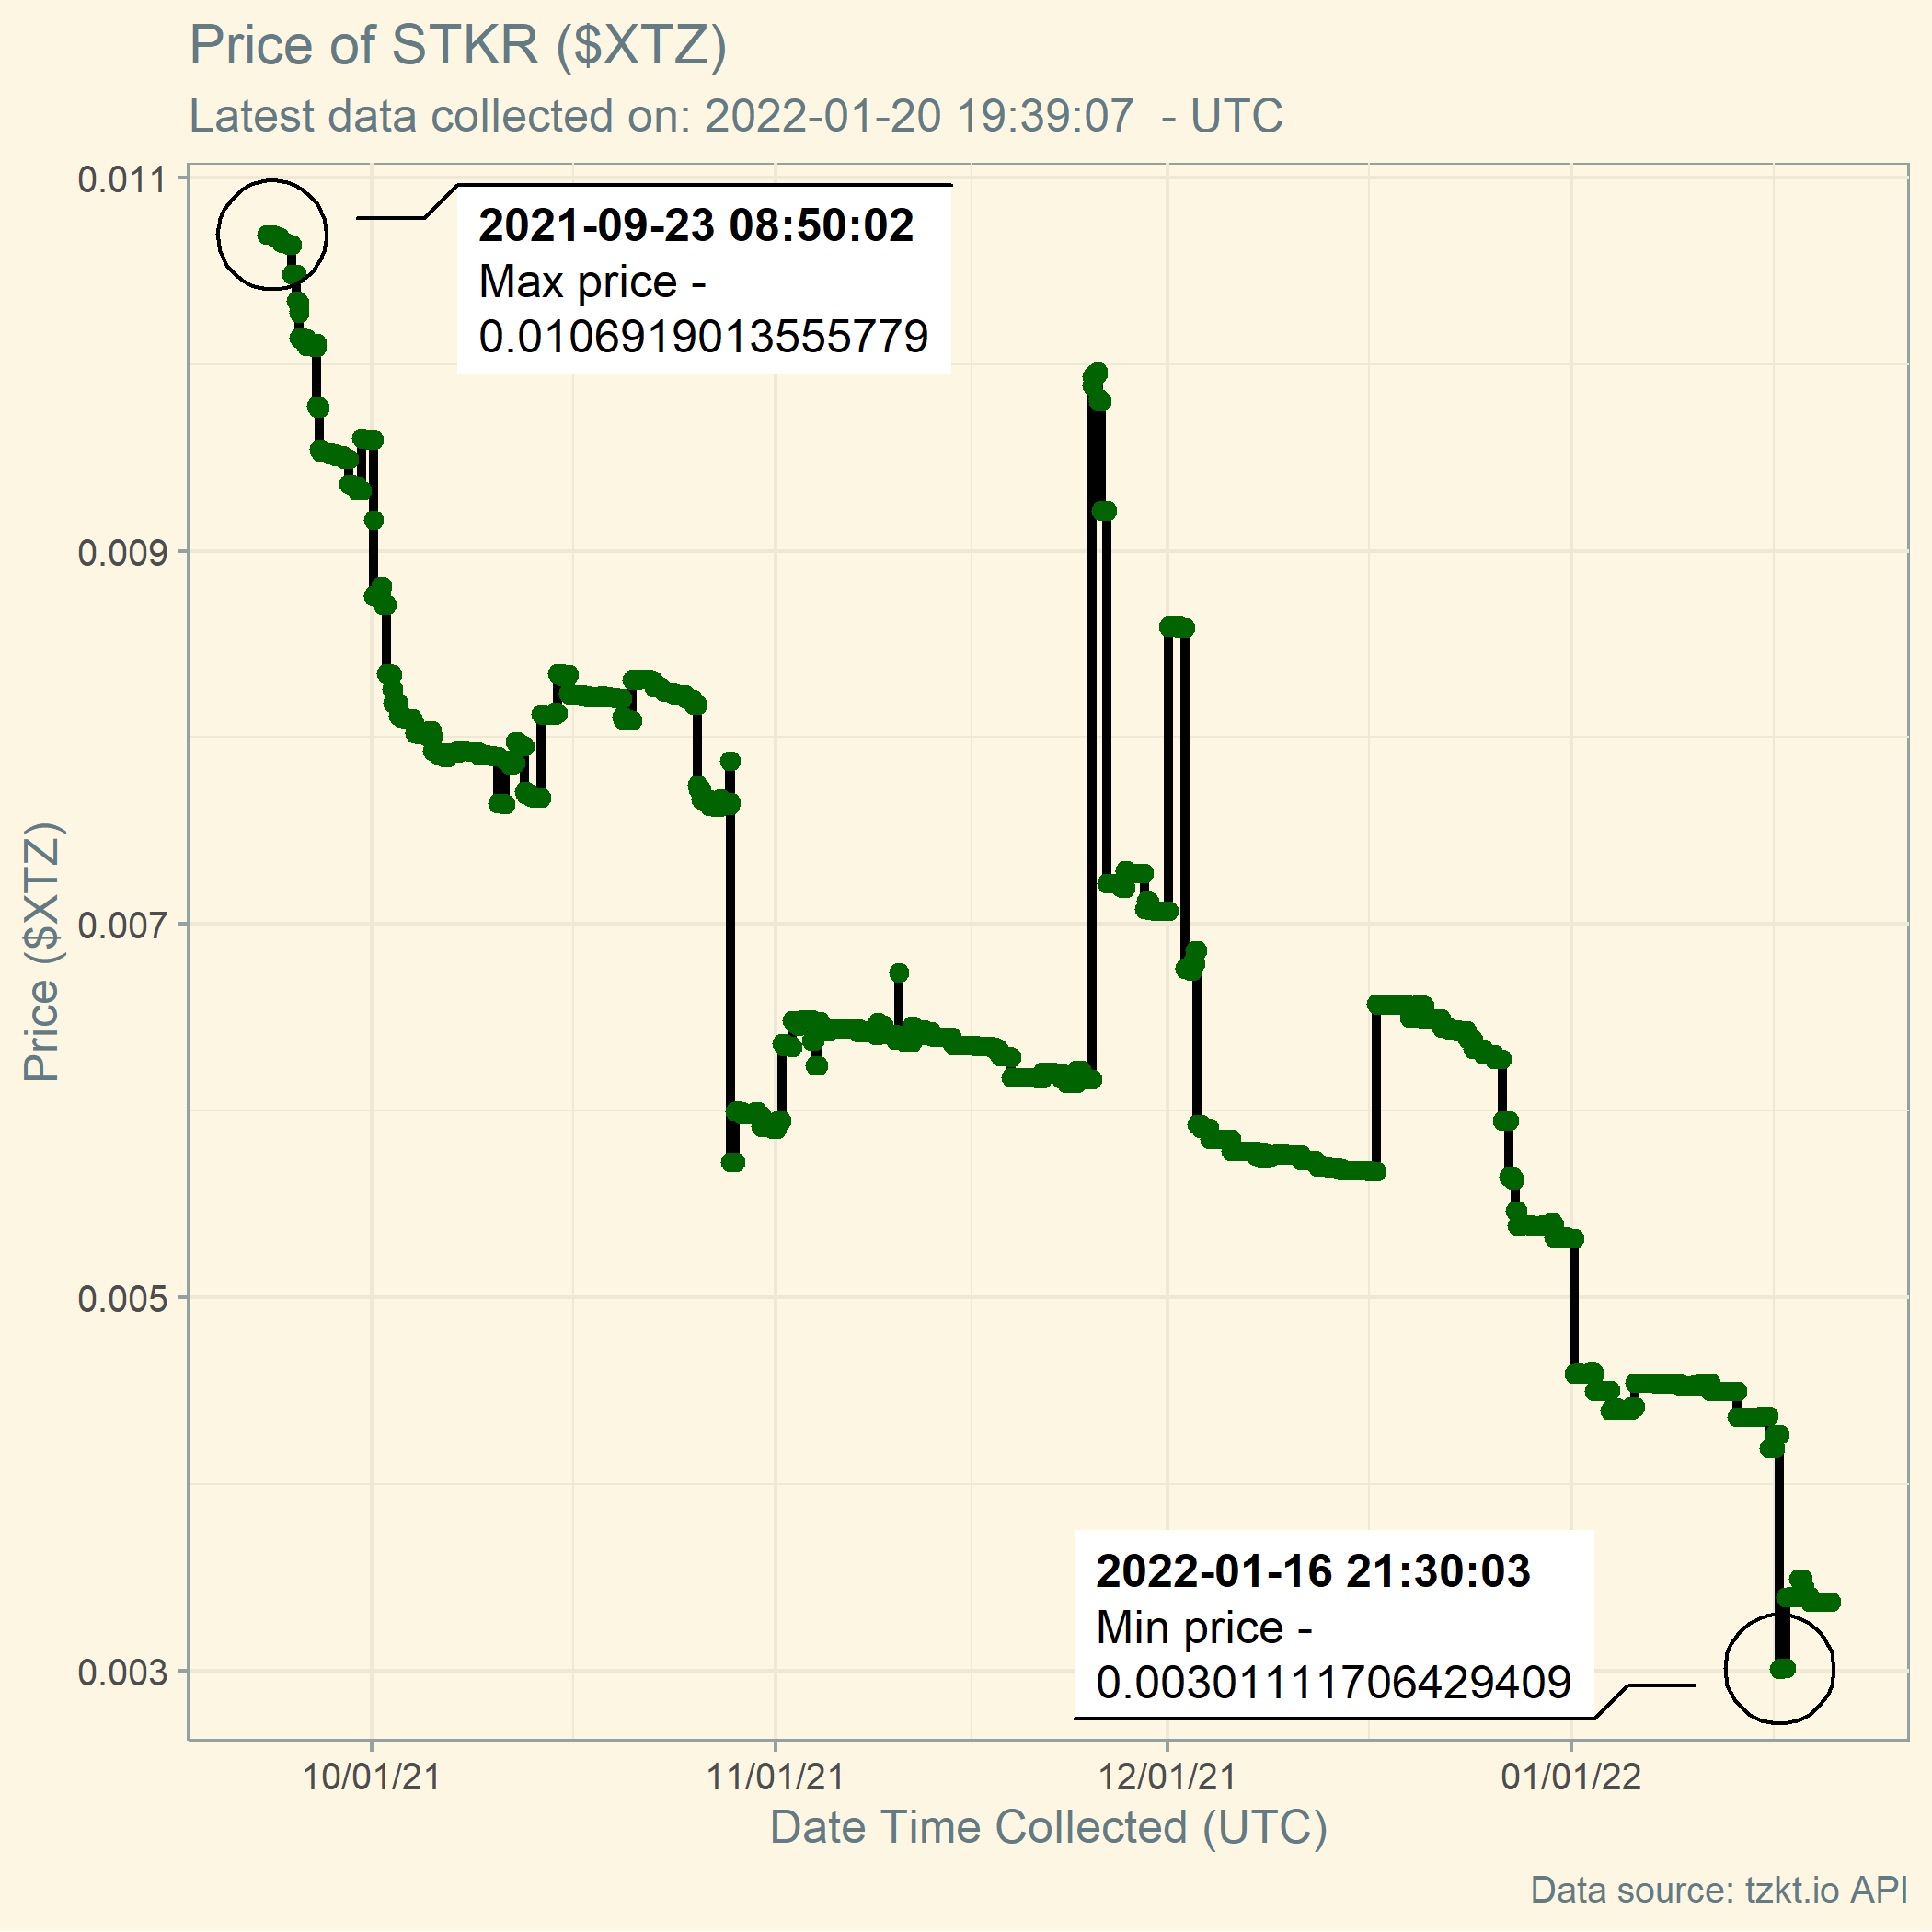 Price of STKR ($XTZ)
Latest data collected on: 2022-01-20 19:39:07  - UTC
0.011
2021-09-23 08:50:02
Max price -
0.0106919013555779
0.009
Price ($XTZ)
0.007
0.005
2022-01-16 21:30:03
Min price -
0.00301111706429409
0.003
10/01/21
11/01/21
12/01/21
01/01/22
Date Time Collected (UTC)
Data source: tzkt.io API